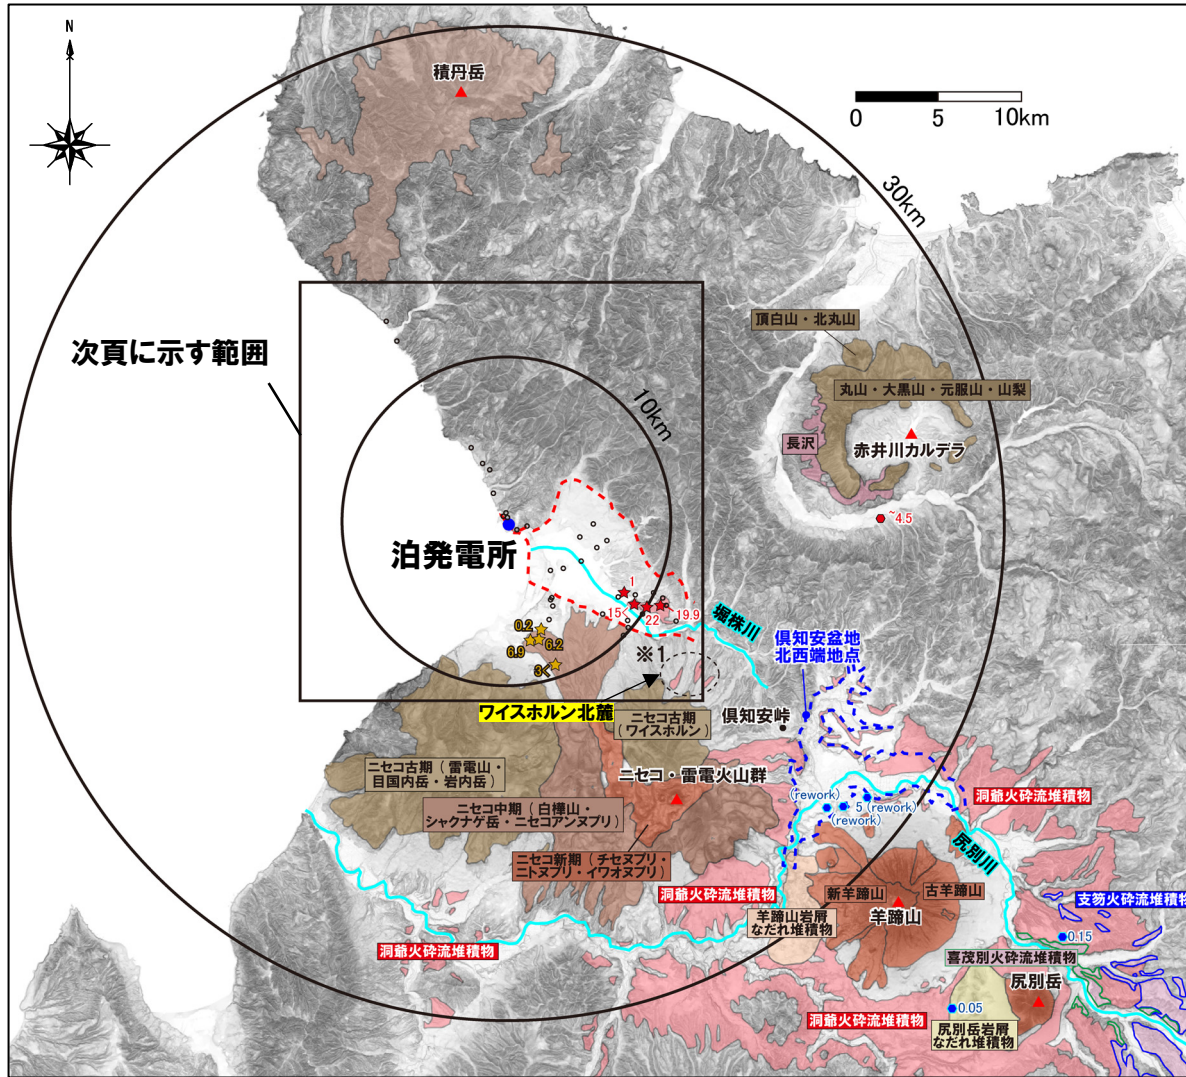 N
積丹岳
0 5 10km
30km
次頁に示す範囲
頂白山・北丸山
10km
丸山・大黒山・元服山・山梨
長沢
赤井川カルデラ
~4.5
泊発電所
1
15<
22
19.9
堀株川
0.2
6.9
6.2
3<
※1
倶知安盆地
北西端地点
ワイスホルン北麓
ニセコ古期
（ワイスホルン）
倶知安峠
ニセコ古期（雷電山・
目国内岳・岩内岳）
ニセコ・雷電火山群
ニセコ中期（白樺山・
シャクナゲ岳・ニセコアンヌプリ）
(rework)
5 (rework)
(rework)
洞爺火砕流堆積物
尻別川
ニセコ新期（チセヌプリ・
ニトヌプリ・イワオヌプリ）
洞爺火砕流堆積物
新羊蹄山
古羊蹄山
羊蹄山
羊蹄山岩屑
なだれ堆積物
支笏火砕流堆積物
0.15
洞爺火砕流堆積物
喜茂別火砕流堆積物
尻別岳
0.05
洞爺火砕流堆積物
尻別岳岩屑
なだれ堆積物